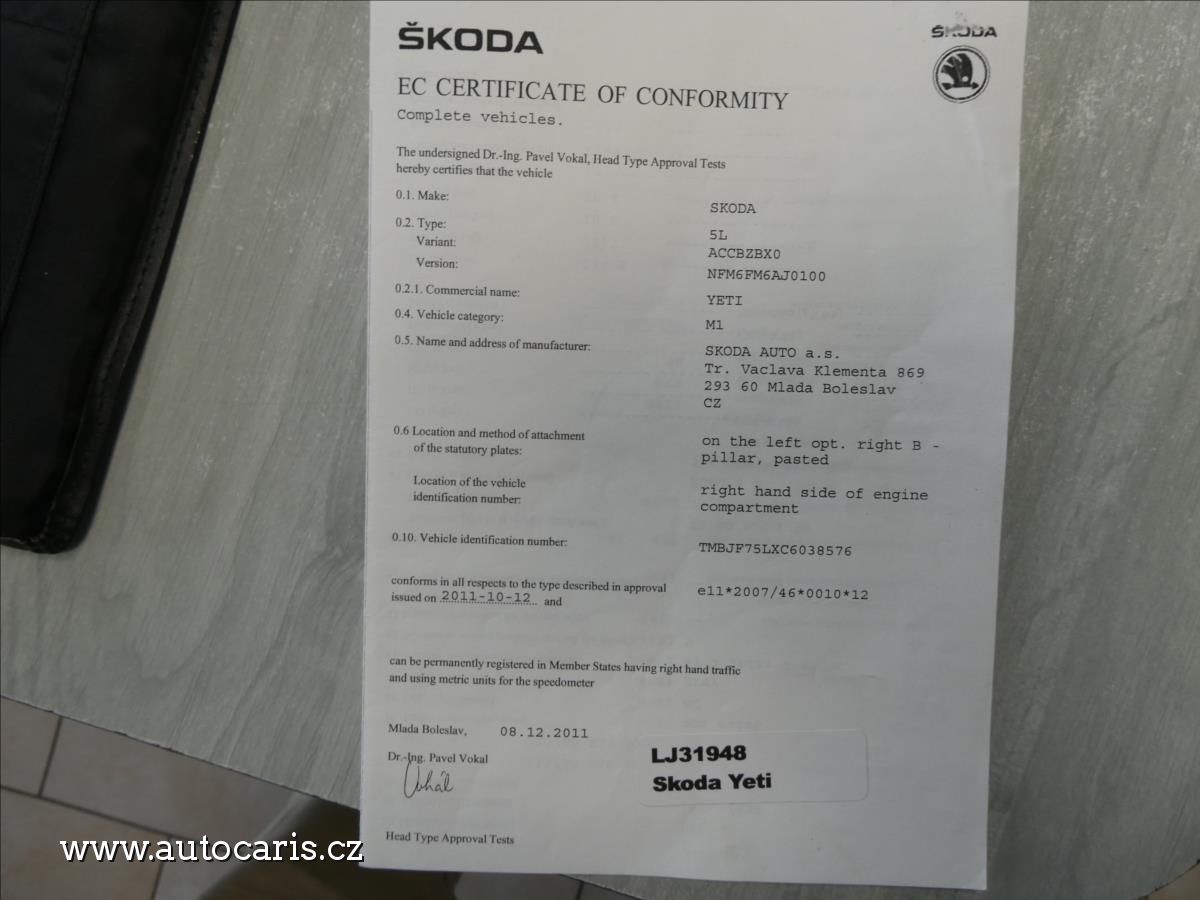 ŠKODA
ŠKODA
EC CERTIFICATE OF CONFORMITY
Complete vehicles.
The undersigned Dr.-Ing. Pavel Vokal, Head Type Approval Tests
hereby certifies that the vehicle
0.1. Make: SKODA
0.2. Type: 5L
Variant: ACCBZBX0
Version: NFM6FM6AJ0100
0.2.1. Commercial name: YETI
0.4. Vehicle category: M1
0.5. Name and address of manufacturer: SKODA AUTO a.s.
Tr. Vaclava Klementa 869
293 60 Mlada Boleslav
CZ
0.6 Location and method of attachment on the left opt. right B -
of the statutory plates: pillar, pasted
Location of the vehicle right hand side of engine
identification number: compartment
0.10. Vehicle identification number: TMBJF75LXC6038576
conforms in all respects to the type described in approval e11*2007/46*0010*12
issued on 2011-10-12 and
can be permanently registered in Member States having right hand traffic
and using metric units for the speedometer
Mlada Boleslav, 08.12.2011
Dr.-Ing. Pavel Vokal
Vokál
LJ31948
Skoda Yeti
Head Type Approval Tests
www.autocaris.cz